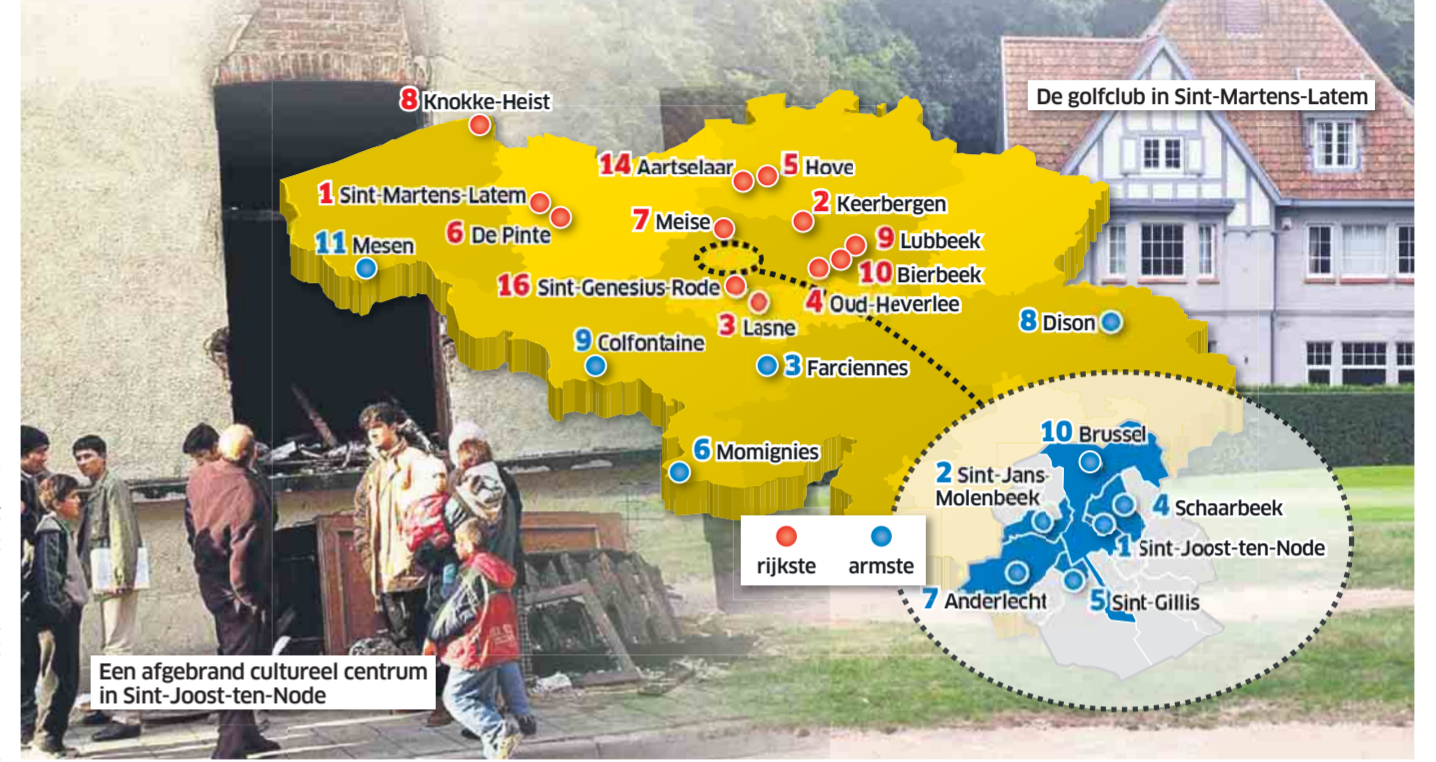 De golfclub in Sint-Martens-Latem
8 Knokke-Heist
14 Aartselaar
5 Hove
1 Sint-Martens-Latem
2 Keerbergen
6 De Pinte
7 Meise
9 Lubbeek
11 Mesen
10 Bierbeek
16 Sint-Genesius-Rode
4 Oud-Heverlee
3 Lasne
8 Dison
9 Colfontaine
3 Farciennes
6 Momignies
10 Brussel
2 Sint-Jans-
Molenbeek
4 Schaarbeek
1 Sint-Joost-ten-Node
7 Anderlecht
5 Sint-Gillis
rijkste
armste
Een afgebrand cultureel centrum
in Sint-Joost-ten-Node